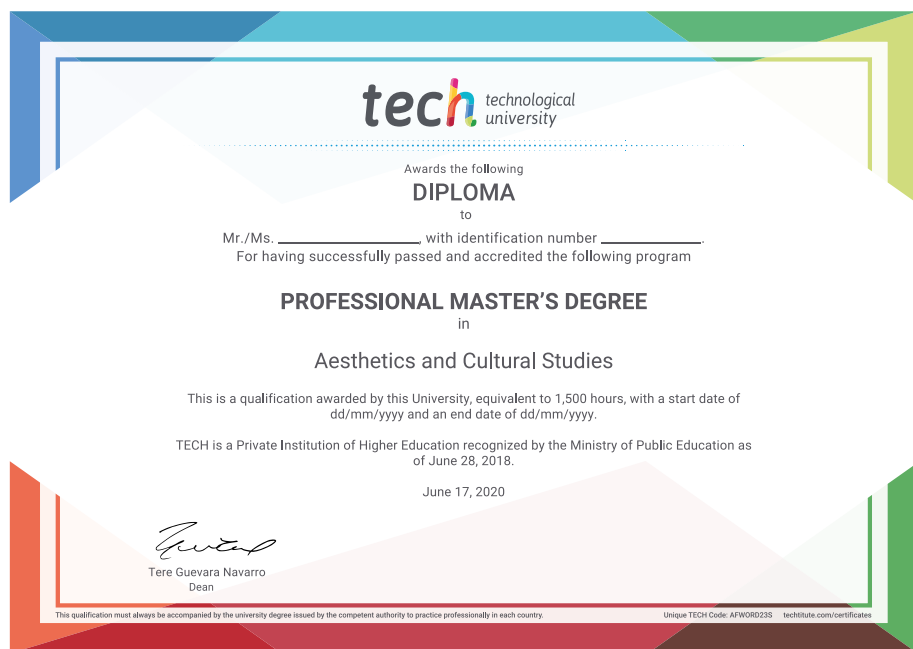 tech technological
university
Awards the following
DIPLOMA
to
Mr./Ms. ________________, with identification number ____________.
For having successfully passed and accredited the following program
PROFESSIONAL MASTER'S DEGREE
in
Aesthetics and Cultural Studies
This is a qualification awarded by this University, equivalent to 1,500 hours, with a start date of
dd/mm/yyyy and an end date of dd/mm/yyyy.
TECH is a Private Institution of Higher Education recognized by the Ministry of Public Education as
of June 28, 2018.
June 17, 2020
Tere Guevara Navarro
Dean
This qualification must always be accompanied by the university degree issued by the competent authority to practice professionally in each country.
Unique TECH Code: AFWORD23S techtitute.com/certificates